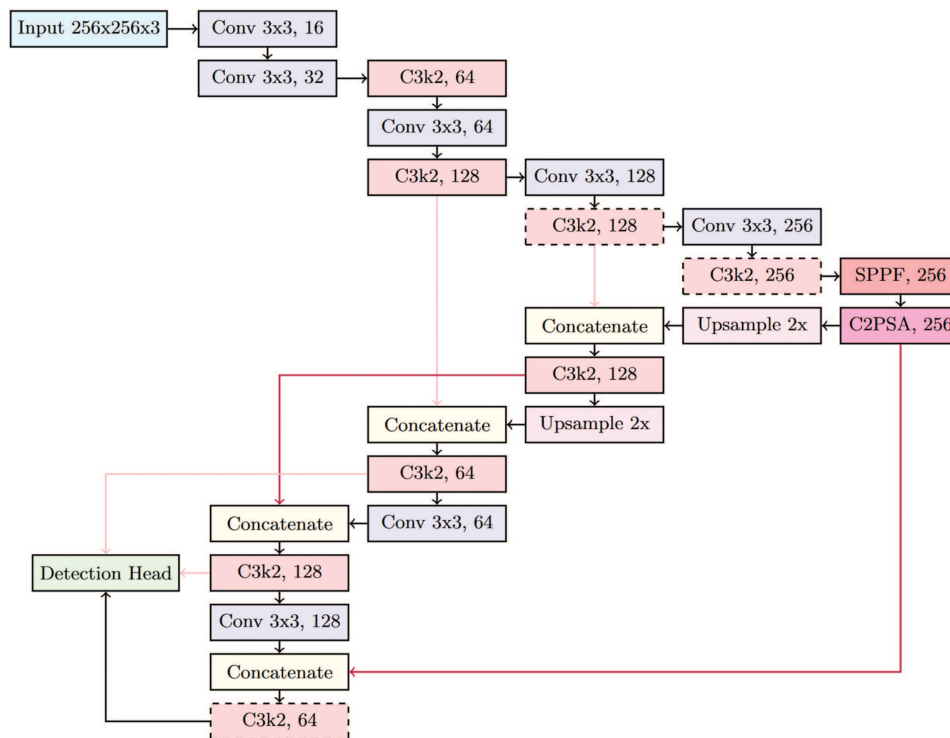 Input 256x256x3
Conv 3x3, 16
Conv 3x3, 32
C3k2, 64
Conv 3x3, 64
C3k2, 128
Conv 3x3, 128
C3k2, 128
Conv 3x3, 256
C3k2, 256
SPPF, 256
Concatenate
Upsample 2x
C2PSA, 256
C3k2, 128
Concatenate
Upsample 2x
C3k2, 64
Concatenate
Conv 3x3, 64
Detection Head
C3k2, 128
Conv 3x3, 128
Concatenate
C3k2, 64